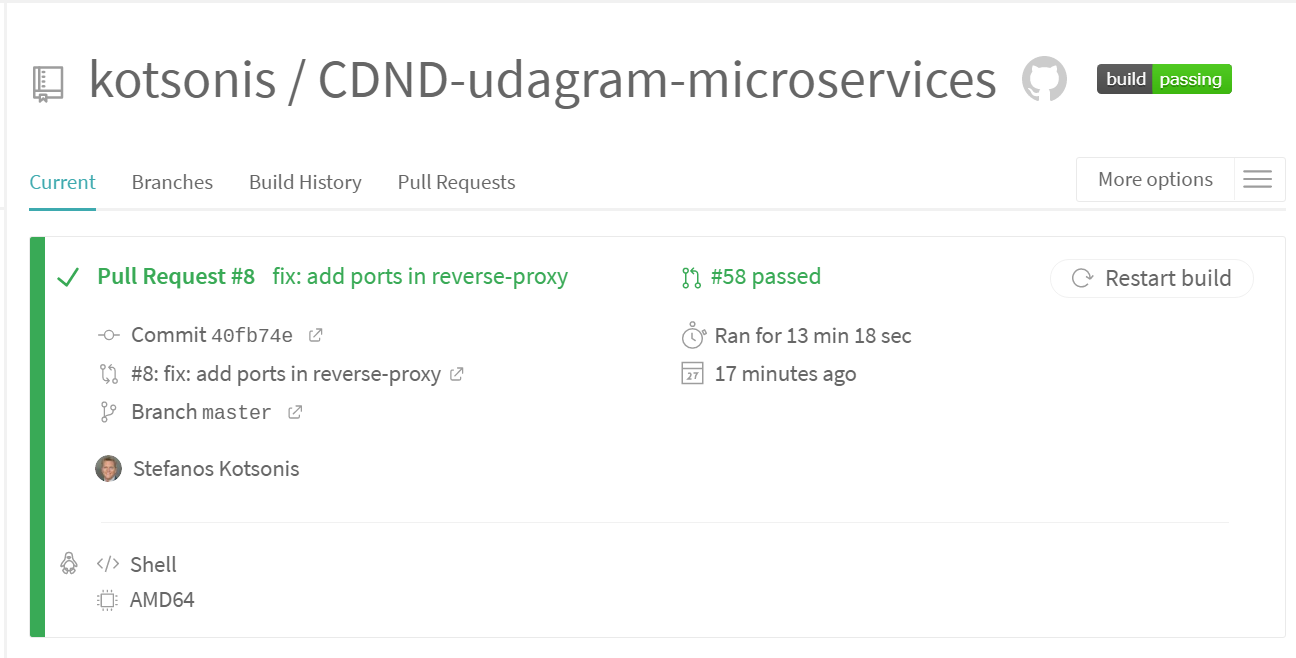 kotsonis / CDND-udagram-microservices build passing
Current Branches Build History Pull Requests More options
Pull Request #8 fix: add ports in reverse-proxy #58 passed Restart build
Commit 40fb74e Ran for 13 min 18 sec
#8: fix: add ports in reverse-proxy 27 17 minutes ago
Branch master
Stefanos Kotsonis
</> Shell
AMD64